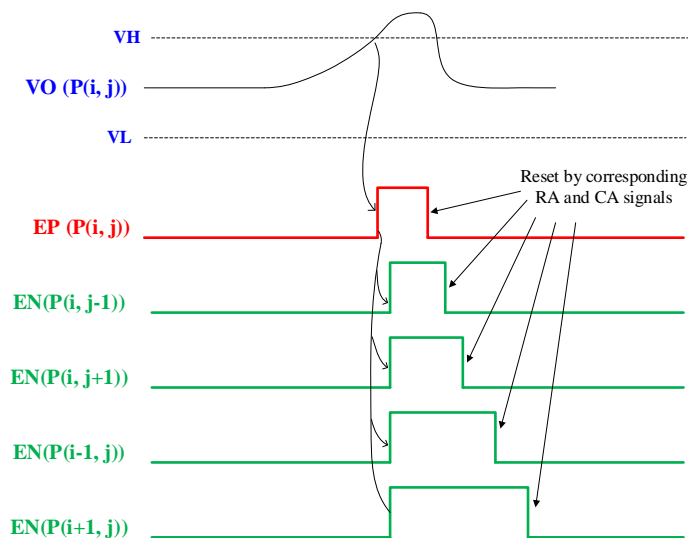 VH
VO (P(i, j))
VL
Reset by corresponding
RA and CA signals
EP (P(i, j))
EN(P(i, j-1))
EN(P(i, j+1))
EN(P(i-1, j))
EN(P(i+1, j))